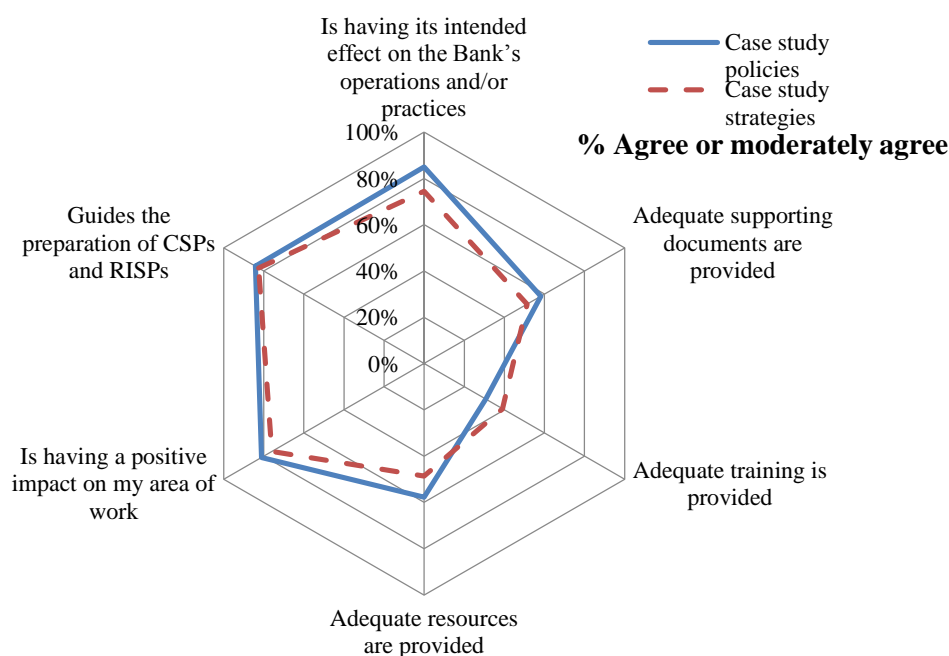 Is having its intended
effect on the Bank’s
operations and/or
practices
Case study
policies
Case study
strategies
% Agree or moderately agree
100%
80%
60%
40%
20%
0%
Adequate supporting
documents are
provided
Adequate training is
provided
Adequate resources
are provided
Is having a positive
impact on my area of
work
Guides the
preparation of CSPs
and RISPs